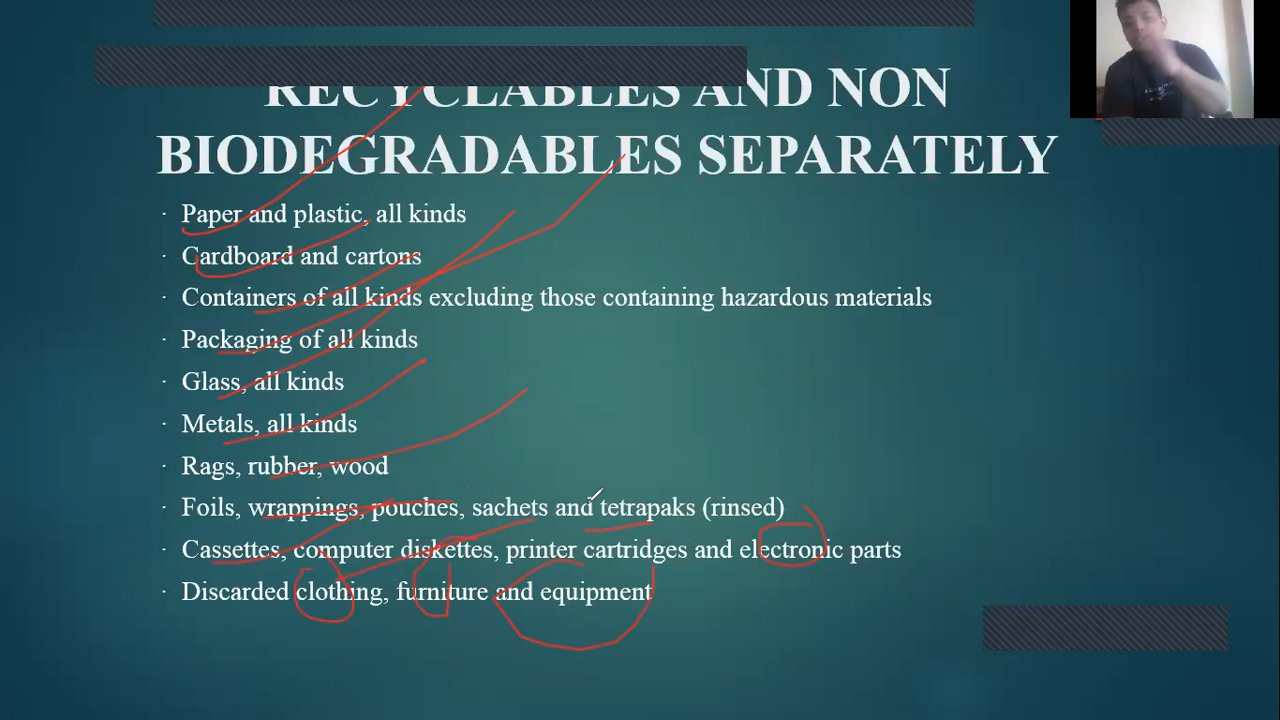 RECYCLABLES AND NON
BIODEGRADABLES SEPARATELY
· Paper and plastic, all kinds
· Cardboard and cartons
· Containers of all kinds excluding those containing hazardous materials
· Packaging of all kinds
· Glass, all kinds
· Metals, all kinds
· Rags, rubber, wood
· Foils, wrappings, pouches, sachets and tetrapaks (rinsed)
· Cassettes, computer diskettes, printer cartridges and electronic parts
· Discarded clothing, furniture and equipment